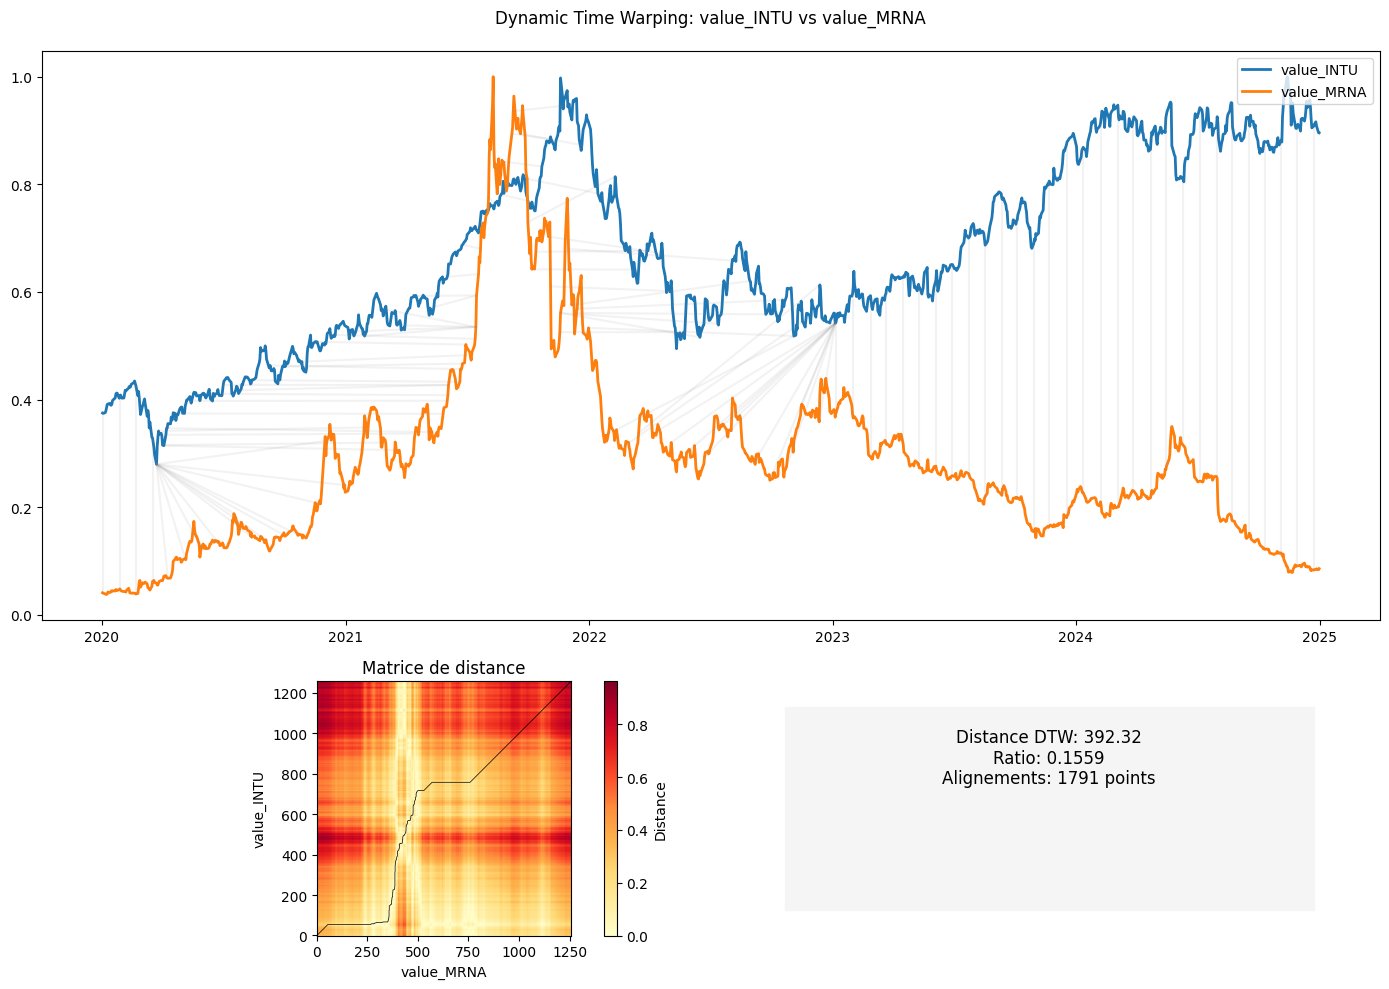 Dynamic Time Warping: value_INTU vs value_MRNA
value_INTU
value_MRNA
1.0
0.8
0.6
0.4
0.2
0.0
2020 2021 2022 2023 2024 2025
Matrice de distance
1200
1000
800
600
400
200
0
value_INTU
0 250 500 750 1000 1250
value_MRNA
0.8
0.6
0.4
0.2
0.0
Distance
Distance DTW: 392.32
Ratio: 0.1559
Alignements: 1791 points